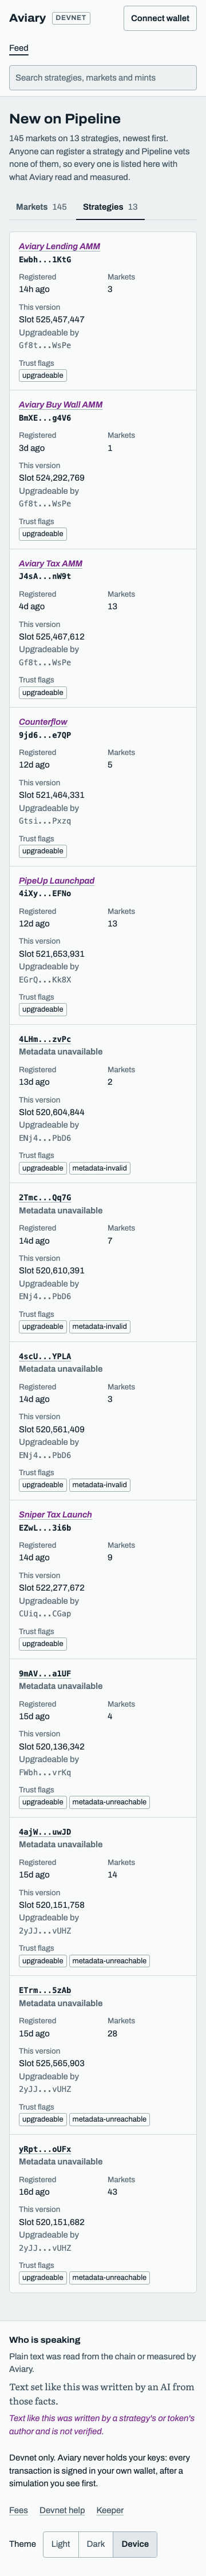 Aviary DEVNET Connect wallet
Feed
Search strategies, markets and mints
New on Pipeline
145 markets on 13 strategies, newest first.
Anyone can register a strategy and Pipeline vets
none of them, so every one is listed here with
what Aviary read and measured.
Markets 145 Strategies 13
Aviary Lending AMM
Ewbh...1KtG
Registered Markets
14h ago 3
This version
Slot 525,457,447
Upgradeable by
Gf8t...WsPe
Trust flags
upgradeable
Aviary Buy Wall AMM
BmXE...g4V6
Registered Markets
3d ago 1
This version
Slot 524,292,769
Upgradeable by
Gf8t...WsPe
Trust flags
upgradeable
Aviary Tax AMM
J4sA...nW9t
Registered Markets
4d ago 13
This version
Slot 525,467,612
Upgradeable by
Gf8t...WsPe
Trust flags
upgradeable
Counterflow
9jd6...e7QP
Registered Markets
12d ago 5
This version
Slot 521,464,331
Upgradeable by
Gtsi...Pxzq
Trust flags
upgradeable
PipeUp Launchpad
4iXy...EFNo
Registered Markets
12d ago 13
This version
Slot 521,653,931
Upgradeable by
EGrQ...Kk8X
Trust flags
upgradeable
4LHm...zvPc
Metadata unavailable
Registered Markets
13d ago 2
This version
Slot 520,604,844
Upgradeable by
ENj4...PbD6
Trust flags
upgradeable metadata-invalid
2Tmc...Qq7G
Metadata unavailable
Registered Markets
14d ago 7
This version
Slot 520,610,391
Upgradeable by
ENj4...PbD6
Trust flags
upgradeable metadata-invalid
4scU...YPLA
Metadata unavailable
Registered Markets
14d ago 3
This version
Slot 520,561,409
Upgradeable by
ENj4...PbD6
Trust flags
upgradeable metadata-invalid
Sniper Tax Launch
EZwL...3i6b
Registered Markets
14d ago 9
This version
Slot 522,277,672
Upgradeable by
CUiq...CGap
Trust flags
upgradeable
9mAV...a1UF
Metadata unavailable
Registered Markets
15d ago 4
This version
Slot 520,136,342
Upgradeable by
FWbh...vrKq
Trust flags
upgradeable metadata-unreachable
4ajW...uwJD
Metadata unavailable
Registered Markets
15d ago 14
This version
Slot 520,151,758
Upgradeable by
2yJJ...vUHZ
Trust flags
upgradeable metadata-unreachable
ETrm...5zAb
Metadata unavailable
Registered Markets
15d ago 28
This version
Slot 525,565,903
Upgradeable by
2yJJ...vUHZ
Trust flags
upgradeable metadata-unreachable
yRpt...oUFx
Metadata unavailable
Registered Markets
16d ago 43
This version
Slot 520,151,682
Upgradeable by
2yJJ...vUHZ
Trust flags
upgradeable metadata-unreachable
Who is speaking
Plain text was read from the chain or measured by
Aviary.
Text set like this was written by an AI from
those facts.
Text like this was written by a strategy's or token's
author and is not verified.
Devnet only. Aviary never holds your keys: every
transaction is signed in your own wallet, after a
simulation you see first.
Fees Devnet help Keeper
Theme Light Dark Device